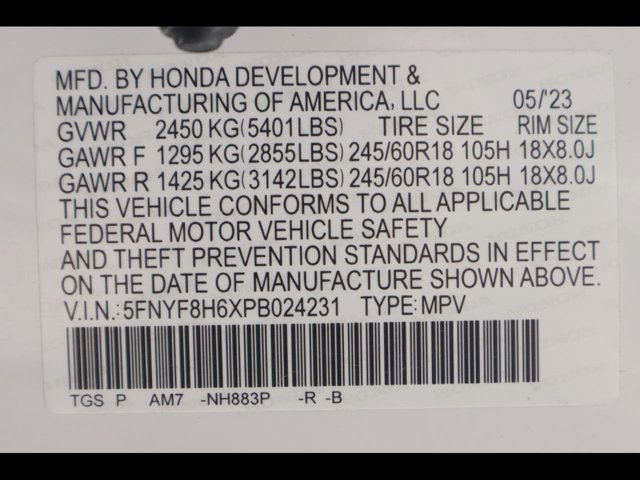 MFD. BY HONDA DEVELOPMENT &
MANUFACTURING OF AMERICA, LLC 05/'23
GVWR 2450 KG(5401LBS) TIRE SIZE RIM SIZE
GAWR F 1295 KG(2855LBS) 245/60R18 105H 18X8.0J
GAWR R 1425 KG(3142LBS) 245/60R18 105H 18X8.0J
THIS VEHICLE CONFORMS TO ALL APPLICABLE
FEDERAL MOTOR VEHICLE SAFETY
AND THEFT PREVENTION STANDARDS IN EFFECT
ON THE DATE OF MANUFACTURE SHOWN ABOVE.
V.I.N.: 5FNYF8H6XPB024231 TYPE: MPV
TGS P AM7 -NH883P -R -B